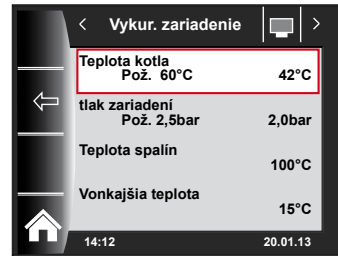 Vykur. zariadenie
Teplota kotla
Pož. 60°C 42°C
tlak zariadení
Pož. 2,5bar 2,0bar
Teplota spalín
100°C
Vonkajšia teplota
15°C
14:12 20.01.13